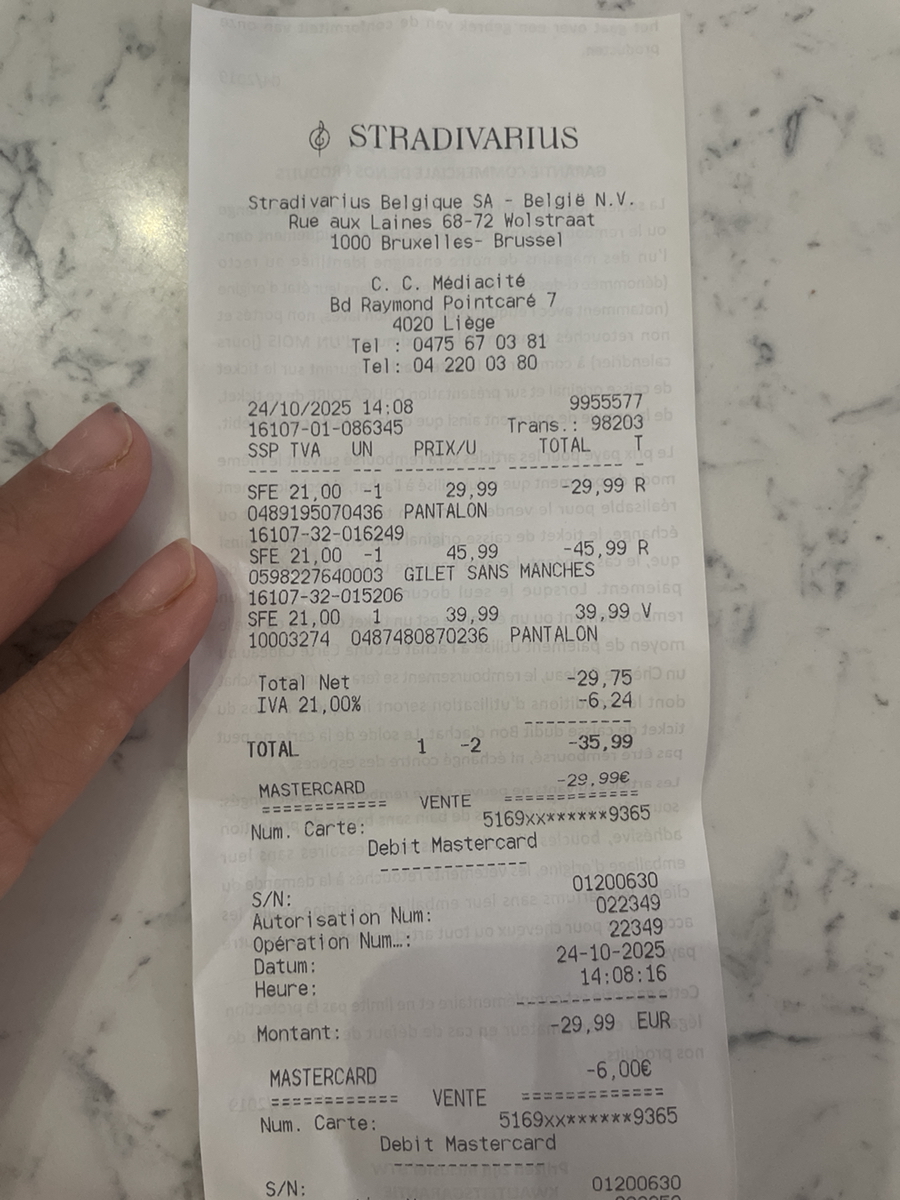 STRADIVARIUS
Stradivarius Belgique SA - België N.V.
Rue aux Laines 68-72 Wolstraat
1000 Bruxelles- Brussel
C. C. Médiacité
Bd Raymond Pointcaré 7
4020 Liège
Tel : 0475 67 03 81
Tel: 04 220 03 80
24/10/2025 14:08 9955577
16107-01-086345 Trans.: 98203
SSP TVA UN PRIX/U TOTAL T
--- ----- --- ---------- ----------- -
SFE 21,00 -1 29,99 -29,99 R
0489195070436 PANTALON
16107-32-016249
SFE 21,00 -1 45,99 -45,99 R
0598227640003 GILET SANS MANCHES
16107-32-015206
SFE 21,00 1 39,99 39,99 V
10003274 0487480870236 PANTALON
Total Net -29,75
IVA 21,00% -6,24
-----------
TOTAL 1 -2 -35,99
MASTERCARD -29,99€
============ VENTE =============
Num. Carte: 5169xx******9365
Debit Mastercard
--------------
S/N: 01200630
Autorisation Num: 022349
Opération Num…: 22349
Datum: 24-10-2025
Heure: 14:08:16
--------------
Montant: -29,99 EUR
MASTERCARD -6,00€
============ VENTE =============
Num. Carte: 5169xx******9365
Debit Mastercard
--------------
S/N: 01200630